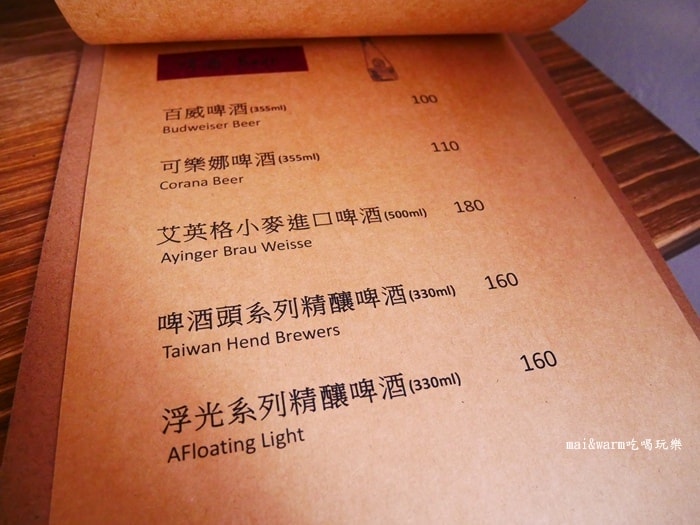 百威啤酒(355ml) 100
Budweiser Beer
可樂娜啤酒(355ml) 110
Corana Beer
艾英格小麥進口啤酒(500ml) 180
Ayinger Brau Weisse
啤酒頭系列精釀啤酒(330ml) 160
Taiwan Hend Brewers
浮光系列精釀啤酒(330ml) 160
AFloating Light
mai&warm吃喝玩樂